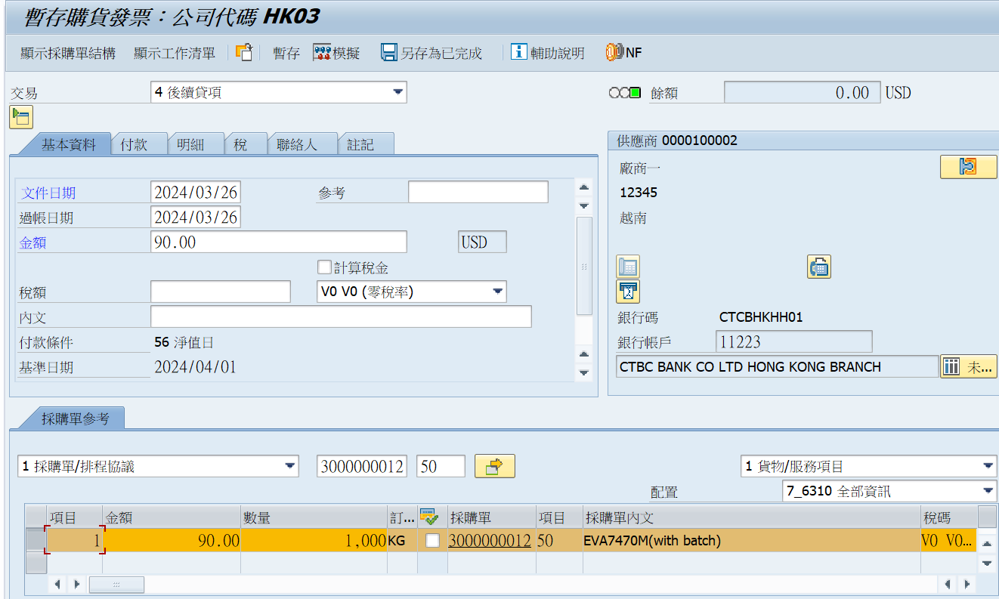 暫存購貨發票：公司代碼 HK03
顯示採購單結構 顯示工作清單 暫存 模擬 另存為已完成 輔助說明 NF
交易 4 後續貸項 餘額 0.00 USD
基本資料 付款 明細 稅 聯絡人 註記
文件日期 2024/03/26 參考
過帳日期 2024/03/26
金額 90.00 USD
計算稅金
稅額 V0 V0 (零稅率)
內文
付款條件 56 淨值日
基準日期 2024/04/01
供應商 0000100002
廠商一
12345
越南
銀行碼 CTCBHKHH01
銀行帳戶 11223
CTBC BANK CO LTD HONG KONG BRANCH 未...
採購單參考
1 採購單/排程協議 3000000012 50 1 貨物/服務項目
配置 7_6310 全部資訊
項目 金額 數量 訂... 採購單 項目 採購單內文 稅碼
1 90.00 1,000 KG 3000000012 50 EVA7470M(with batch) V0 V0...